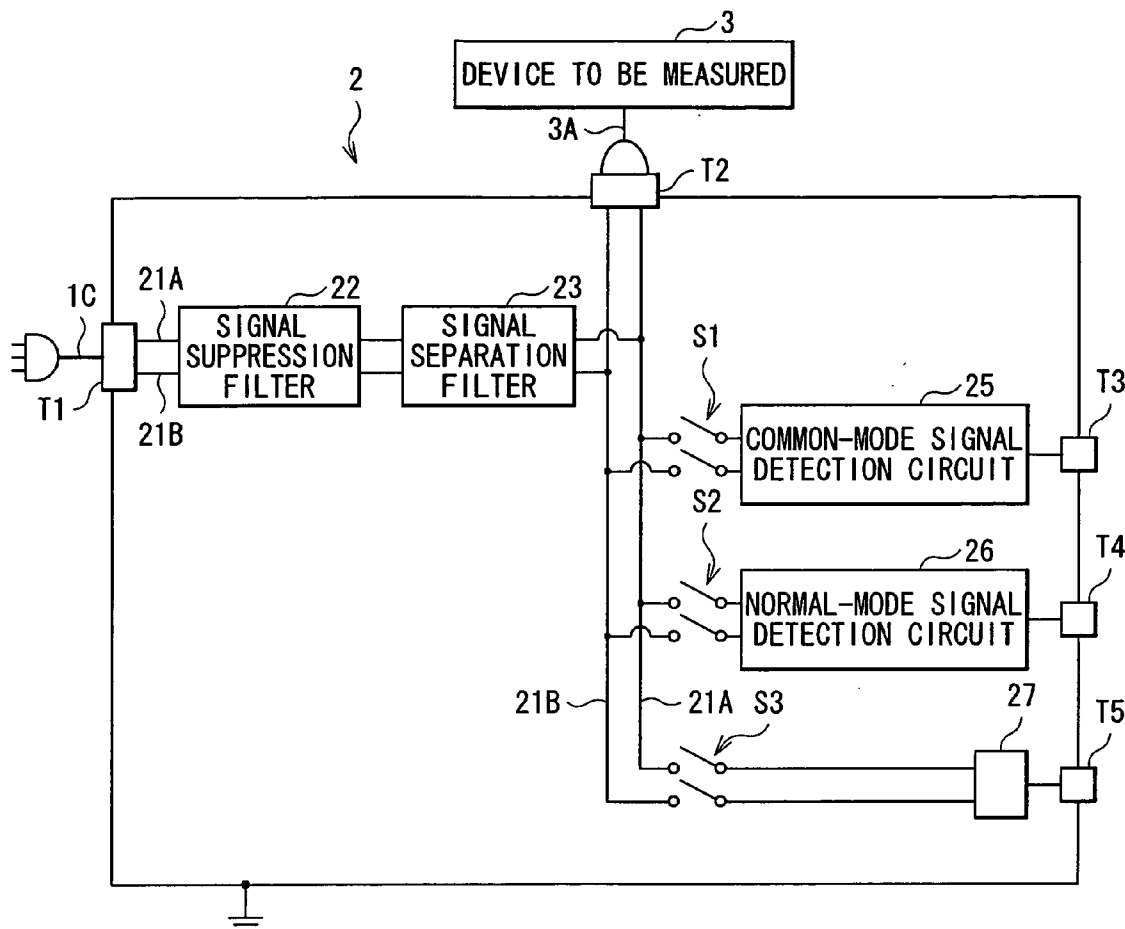 3
DEVICE TO BE MEASURED
2
3A
T2
1C
21A
22
SIGNAL
SUPPRESSION
FILTER
23
SIGNAL
SEPARATION
FILTER
T1
21B
S1
25
COMMON-MODE SIGNAL
DETECTION CIRCUIT
T3
S2
26
NORMAL-MODE SIGNAL
DETECTION CIRCUIT
T4
21B
21A
S3
27
T5